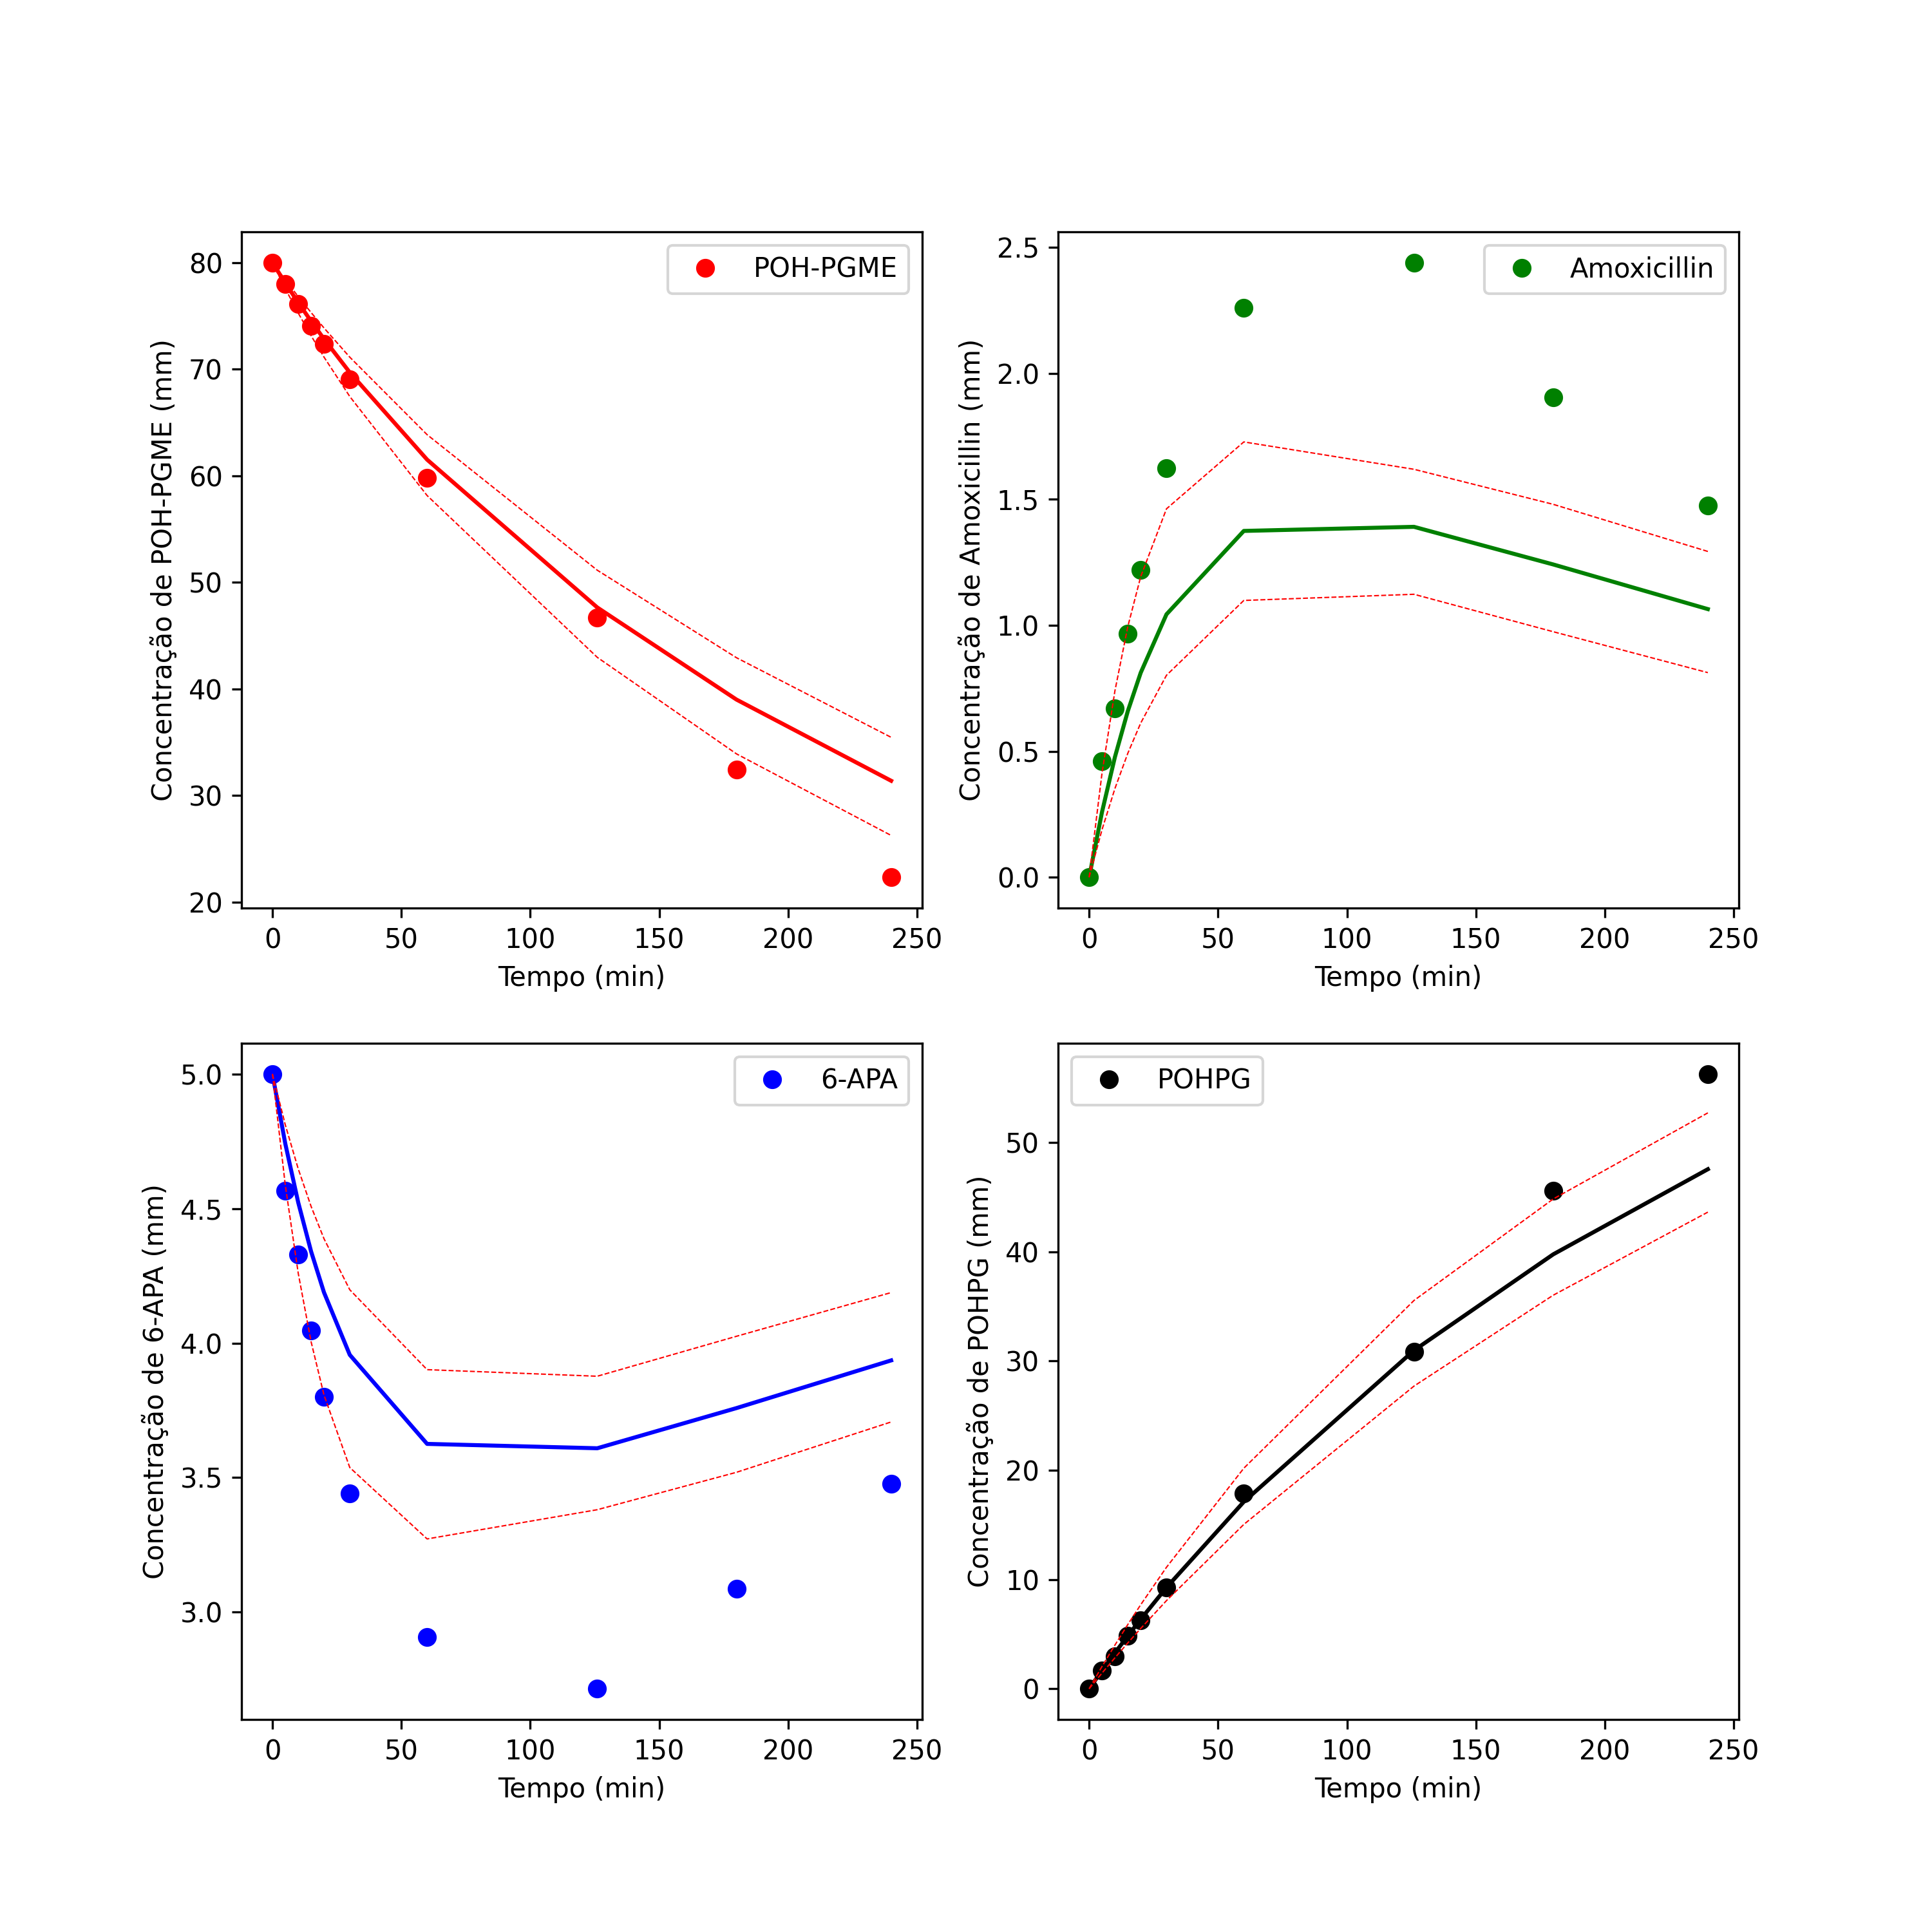 POH-PGME
Concentração de POH-PGME (mm)
80
70
60
50
40
30
20
0 50 100 150 200 250
Tempo (min)
Amoxicillin
Concentração de Amoxicillin (mm)
2.5
2.0
1.5
1.0
0.5
0.0
0 50 100 150 200 250
Tempo (min)
6-APA
Concentração de 6-APA (mm)
5.0
4.5
4.0
3.5
3.0
0 50 100 150 200 250
Tempo (min)
POHPG
Concentração de POHPG (mm)
50
40
30
20
10
0
0 50 100 150 200 250
Tempo (min)